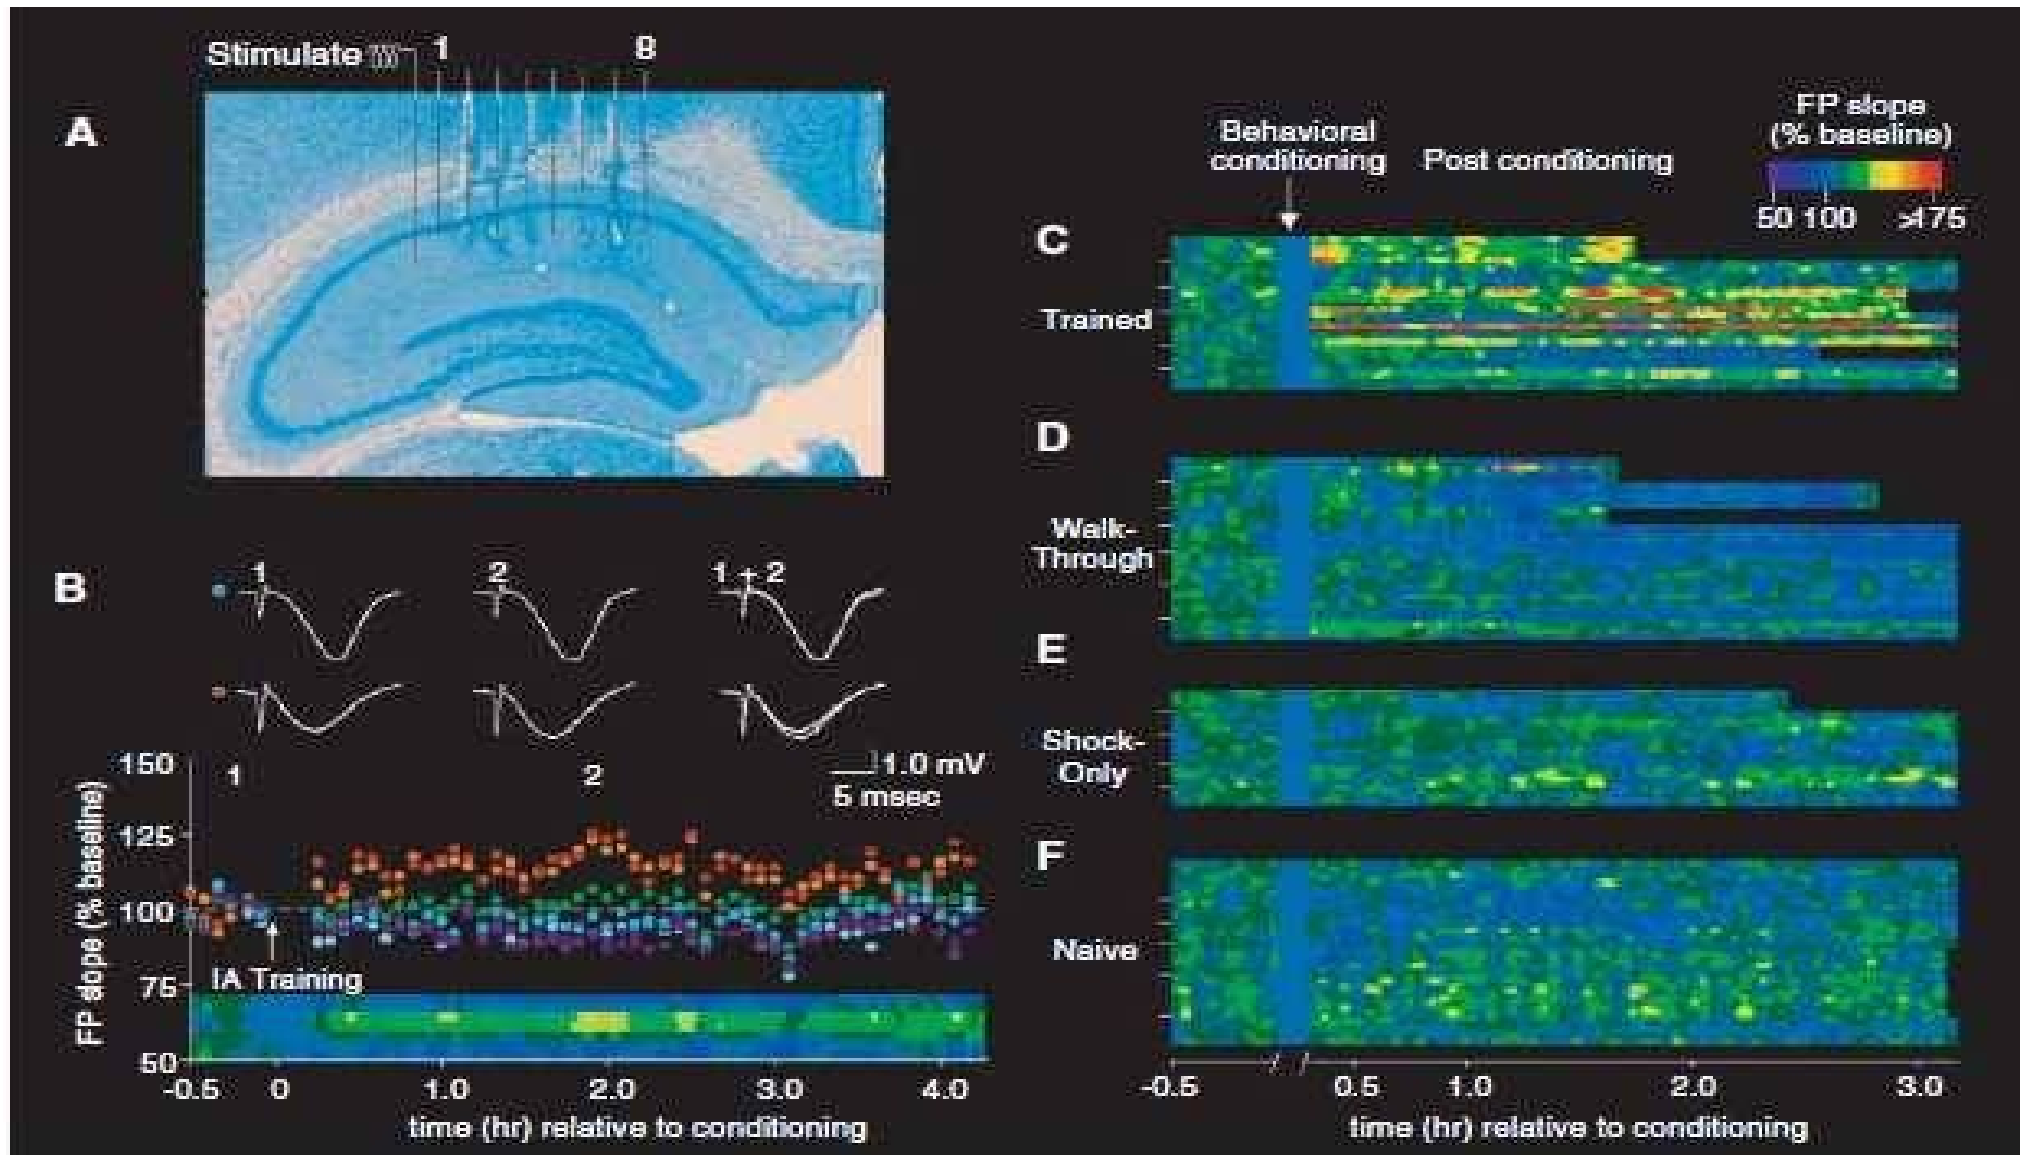 Stimulate 1 8
A
B
1 2 1 + 2
150
125
100
75
50
FP slope (% baseline)
1 2
1.0 mV
5 msec
IA Training
-0.5 0 1.0 2.0 3.0 4.0
time (hr) relative to conditioning
Behavioral
conditioning
Post conditioning
FP slope
(% baseline)
50 100 >175
C
Trained
D
Walk-
Through
E
Shock-
Only
F
Naive
-0.5 / / 0.5 1.0 2.0 3.0
time (hr) relative to conditioning